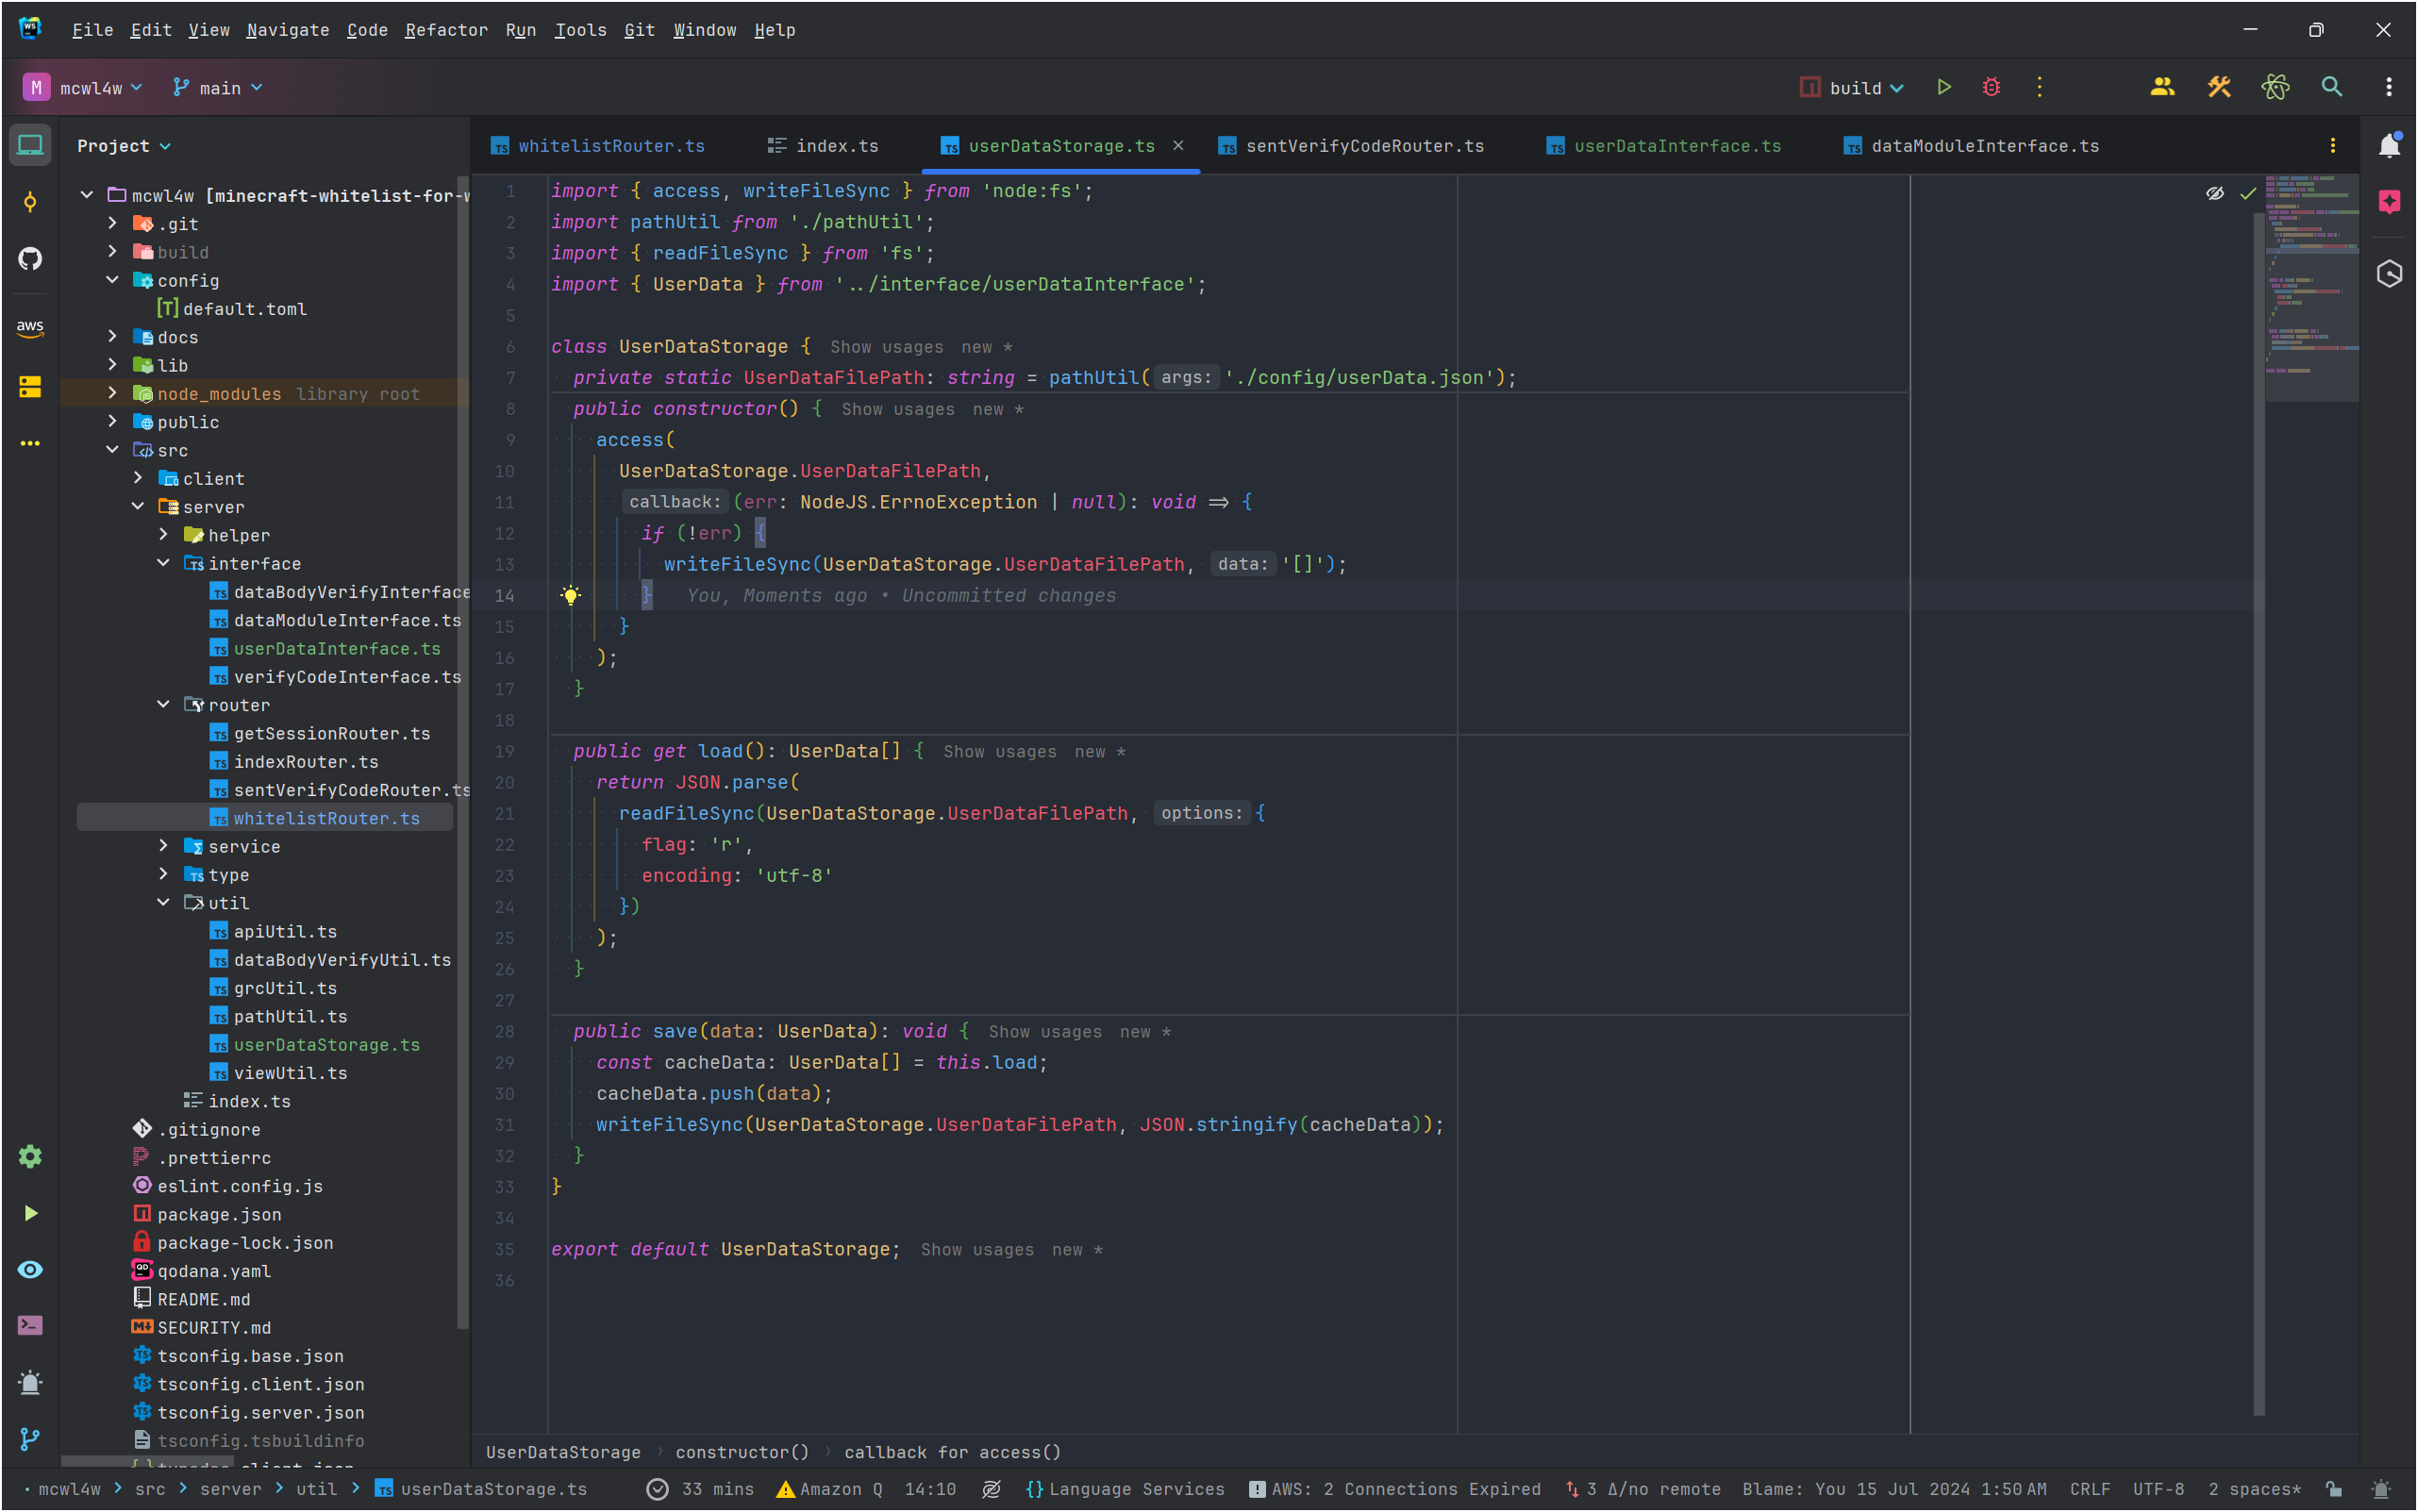 WS File Edit View Navigate Code Refactor Run Tools Git Window Help
M mcwl4w main build
Project
mcwl4w [minecraft-whitelist-for-w
.git
build
config
[T] default.toml
docs
lib
node_modules library root
public
src
client
server
helper
interface
dataBodyVerifyInterface
dataModuleInterface.ts
userDataInterface.ts
verifyCodeInterface.ts
router
getSessionRouter.ts
indexRouter.ts
sentVerifyCodeRouter.ts
whitelistRouter.ts
service
type
util
apiUtil.ts
dataBodyVerifyUtil.ts
grcUtil.ts
pathUtil.ts
userDataStorage.ts
viewUtil.ts
index.ts
.gitignore
.prettierrc
eslint.config.js
package.json
package-lock.json
qodana.yaml
README.md
SECURITY.md
tsconfig.base.json
tsconfig.client.json
tsconfig.server.json
tsconfig.tsbuildinfo
aws
whitelistRouter.ts index.ts userDataStorage.ts sentVerifyCodeRouter.ts userDataInterface.ts dataModuleInterface.ts
1 import { access, writeFileSync } from 'node:fs';
2 import pathUtil from './pathUtil';
3 import { readFileSync } from 'fs';
4 import { UserData } from '../interface/userDataInterface';
5
6 class UserDataStorage { Show usages new *
7 private static UserDataFilePath: string = pathUtil( args: './config/userData.json');
8 public constructor() { Show usages new *
9 access(
10 UserDataStorage.UserDataFilePath,
11 callback: (err: NodeJS.ErrnoException | null): void => {
12 if (!err) {
13 writeFileSync(UserDataStorage.UserDataFilePath, data: '[]');
14 } You, Moments ago • Uncommitted changes
15 }
16 );
17 }
18
19 public get load(): UserData[] { Show usages new *
20 return JSON.parse(
21 readFileSync(UserDataStorage.UserDataFilePath, options: {
22 flag: 'r',
23 encoding: 'utf-8'
24 })
25 );
26 }
27
28 public save(data: UserData): void { Show usages new *
29 const cacheData: UserData[] = this.load;
30 cacheData.push(data);
31 writeFileSync(UserDataStorage.UserDataFilePath, JSON.stringify(cacheData));
32 }
33 }
34
35 export default UserDataStorage; Show usages new *
36
UserDataStorage › constructor() › callback for access()
mcwl4w > src > server > util > userDataStorage.ts 33 mins Amazon Q 14:10 {} Language Services AWS: 2 Connections Expired 3 Δ/no remote Blame: You 15 Jul 2024 1:50 AM CRLF UTF-8 2 spaces*